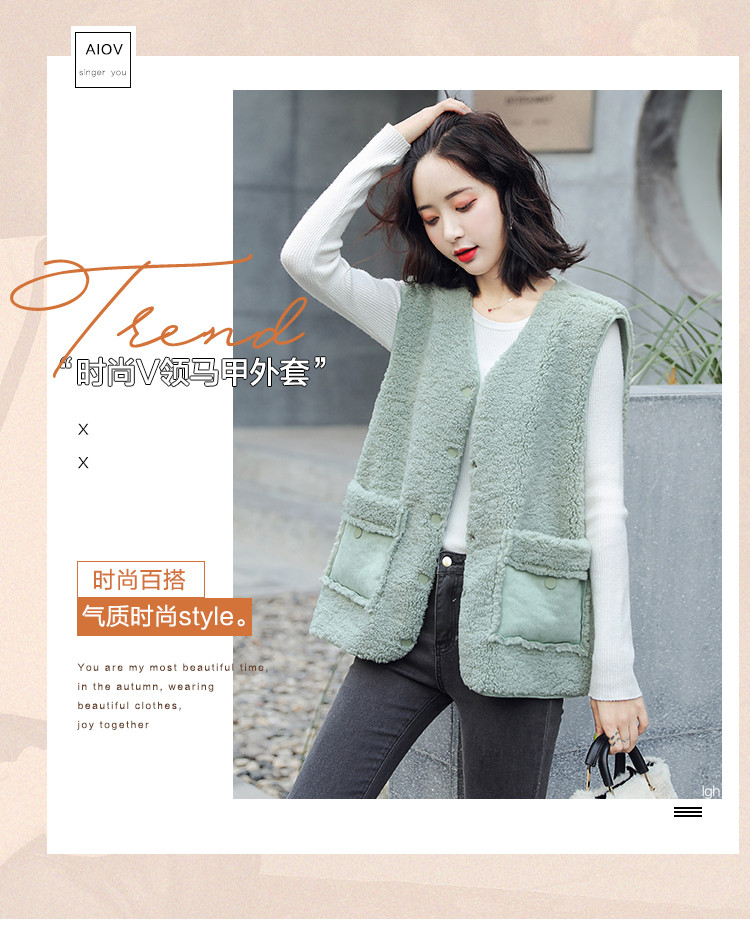 AIOV
singer you
Trend
“时尚V领马甲外套”
X
X
时尚百搭
气质时尚style。
You are my most beautiful time,
in the autumn, wearing
beautiful clothes,
joy together
lgh